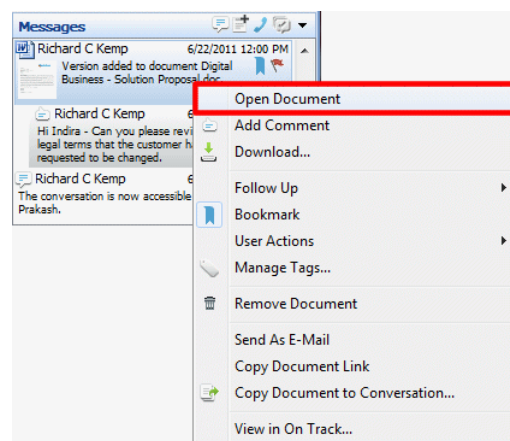 Messages
Richard C Kemp 6/22/2011 12:00 PM
Version added to document Digital
Business - Solution Proposal.doc
Richard C Kemp
Hi Indira - Can you please
legal terms that the customer
requested to be changed.
Richard C Kemp
The conversation is now accessible
Prakash.
Open Document
Add Comment
Download...
Follow Up
Bookmark
User Actions
Manage Tags...
Remove Document
Send As E-Mail
Copy Document Link
Copy Document to Conversation...
View in On Track...